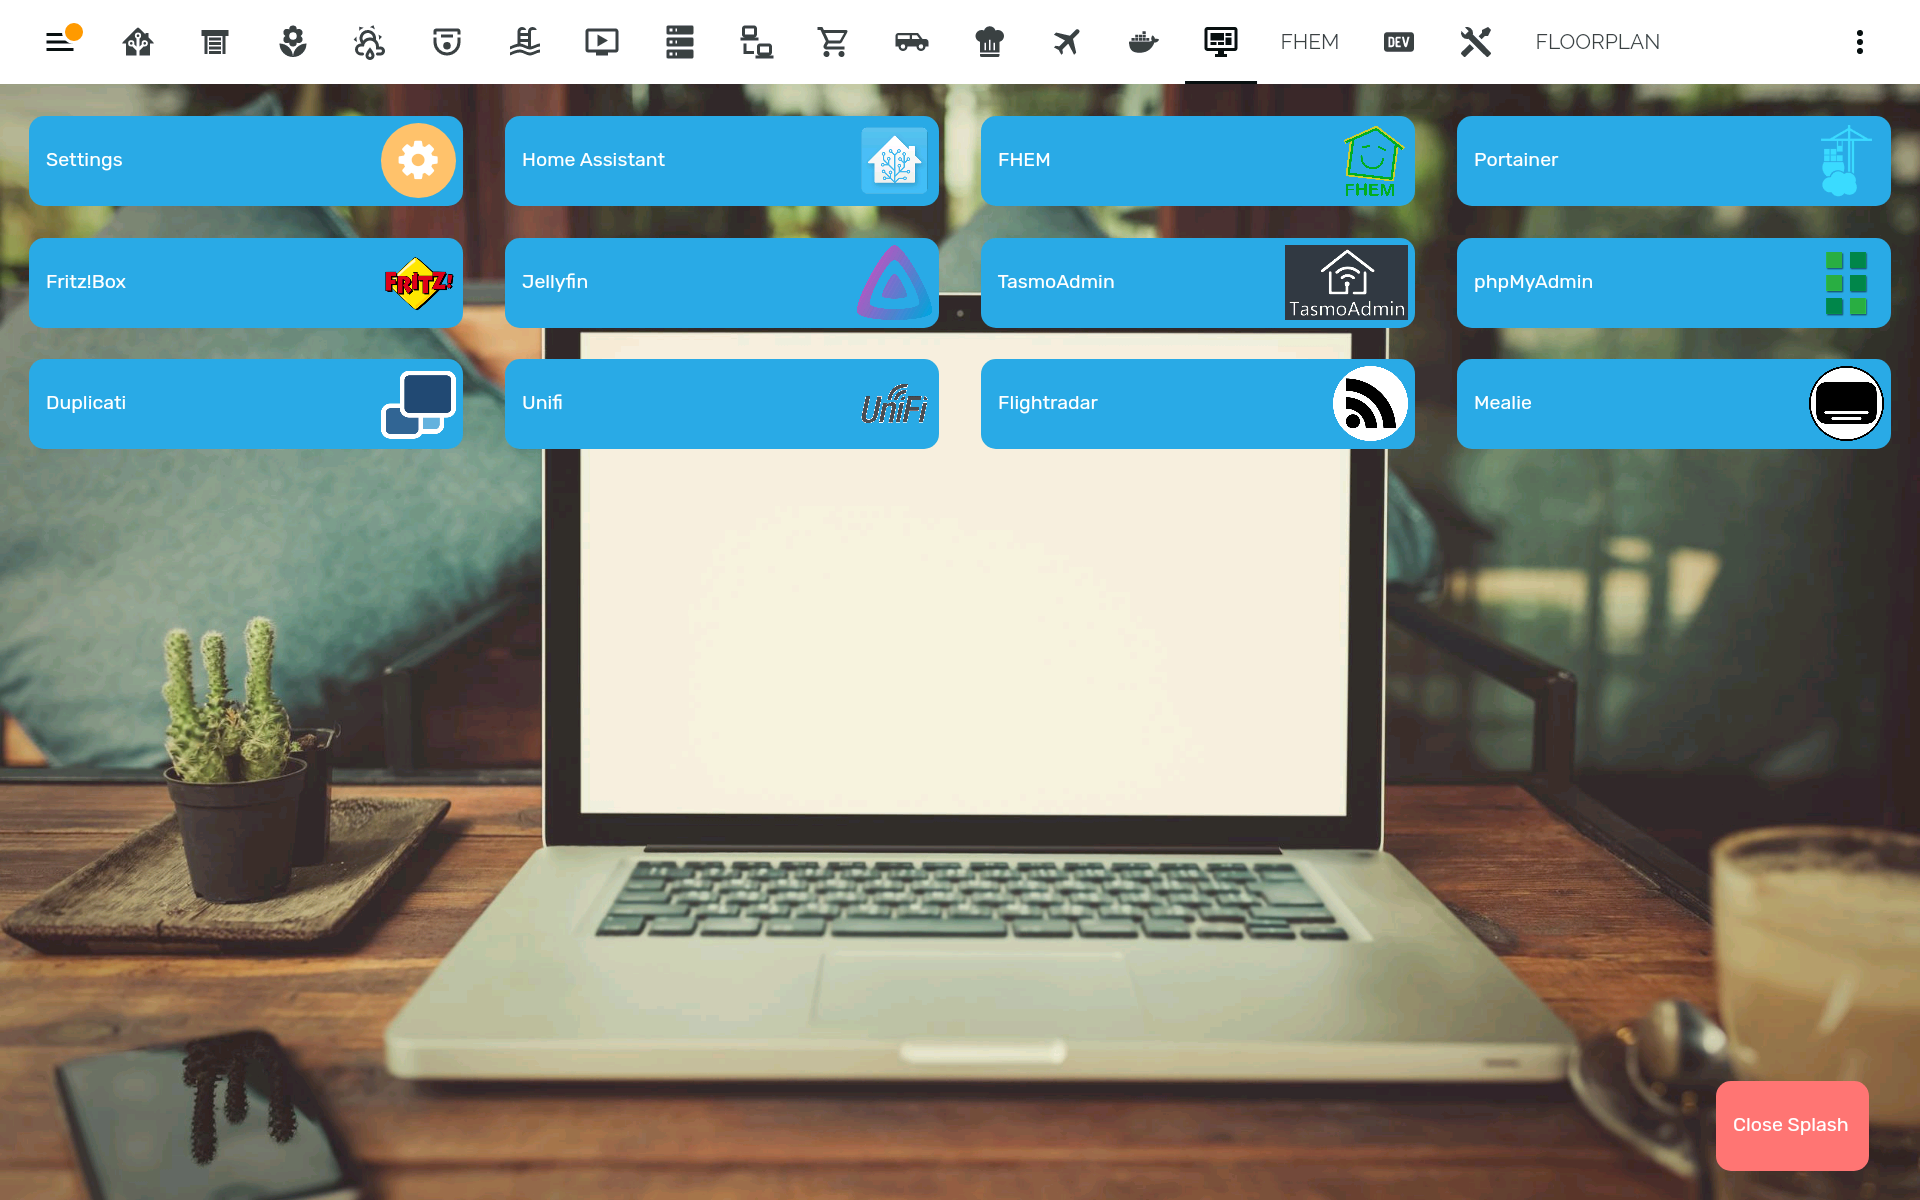 DEV
FHEM
FLOORPLAN
Settings
Home Assistant
FHEM
FHEM
Portainer
Fritz!Box
FRITZ!
Jellyfin
TasmoAdmin
TasmoAdmin
phpMyAdmin
Duplicati
Unifi
UniFi
Flightradar
Mealie
Close Splash